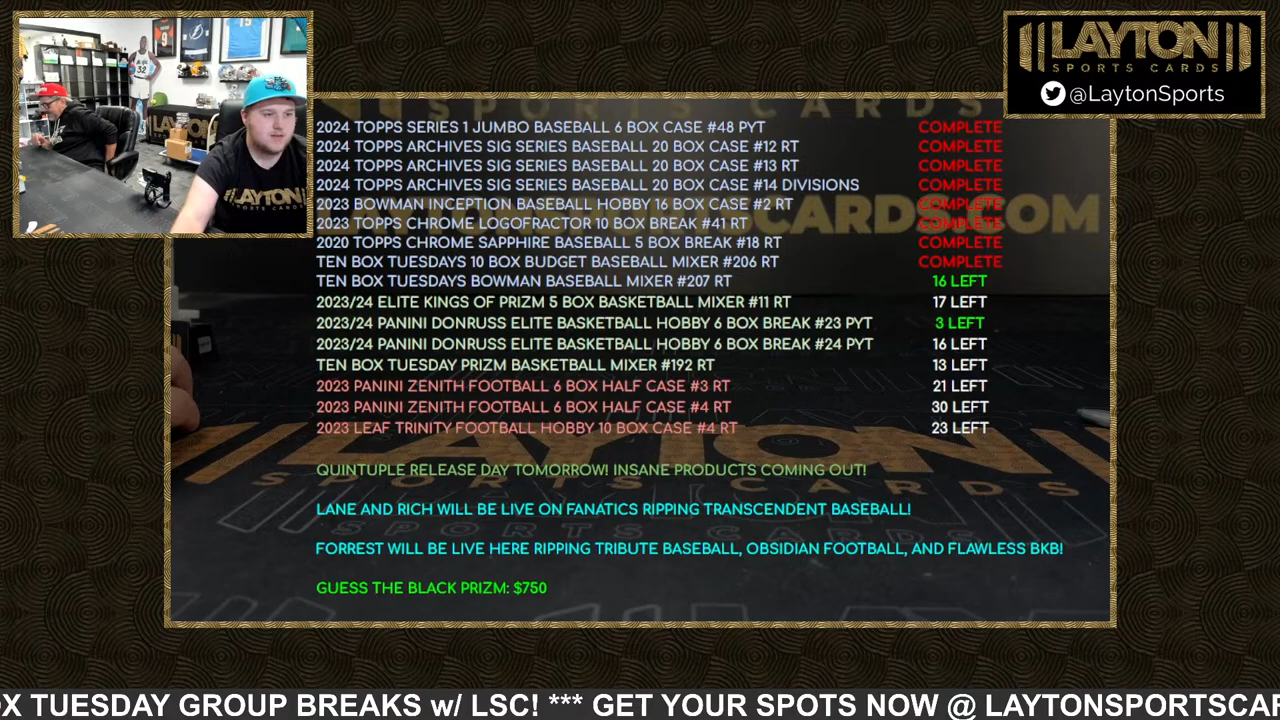 LAYTON
SPORTS CARDS
@LaytonSports
SPORTS CARDS
2024 TOPPS SERIES 1 JUMBO BASEBALL 6 BOX CASE #48 PYT COMPLETE
2024 TOPPS ARCHIVES SIG SERIES BASEBALL 20 BOX CASE #12 RT COMPLETE
2024 TOPPS ARCHIVES SIG SERIES BASEBALL 20 BOX CASE #13 RT COMPLETE
2024 TOPPS ARCHIVES SIG SERIES BASEBALL 20 BOX CASE #14 DIVISIONS COMPLETE
2023 BOWMAN INCEPTION BASEBALL HOBBY 16 BOX CASE #2 RT COMPLETE
CARDS.COM
2023 TOPPS CHROME LOGOFRACTOR 10 BOX BREAK #41 RT COMPLETE
2020 TOPPS CHROME SAPPHIRE BASEBALL 5 BOX BREAK #18 RT COMPLETE
TEN BOX TUESDAYS 10 BOX BUDGET BASEBALL MIXER #206 RT COMPLETE
TEN BOX TUESDAYS BOWMAN BASEBALL MIXER #207 RT 16 LEFT
2023/24 ELITE KINGS OF PRIZM 5 BOX BASKETBALL MIXER #11 RT 17 LEFT
2023/24 PANINI DONRUSS ELITE BASKETBALL HOBBY 6 BOX BREAK #23 PYT 3 LEFT
2023/24 PANINI DONRUSS ELITE BASKETBALL HOBBY 6 BOX BREAK #24 PYT 16 LEFT
TEN BOX TUESDAY PRIZM BASKETBALL MIXER #192 RT 13 LEFT
2023 PANINI ZENITH FOOTBALL 6 BOX HALF CASE #3 RT 21 LEFT
2023 PANINI ZENITH FOOTBALL 6 BOX HALF CASE #4 RT 30 LEFT
2023 LEAF TRINITY FOOTBALL HOBBY 10 BOX CASE #4 RT 23 LEFT
LAYTON
SPORTS CARDS
QUINTUPLE RELEASE DAY TOMORROW! INSANE PRODUCTS COMING OUT!
LANE AND RICH WILL BE LIVE ON FANATICS RIPPING TRANSCENDENT BASEBALL!
FORREST WILL BE LIVE HERE RIPPING TRIBUTE BASEBALL, OBSIDIAN FOOTBALL, AND FLAWLESS BKB!
GUESS THE BLACK PRIZM: $750
OX TUESDAY GROUP BREAKS w/ LSC! *** GET YOUR SPOTS NOW @ LAYTONSPORTSCAR